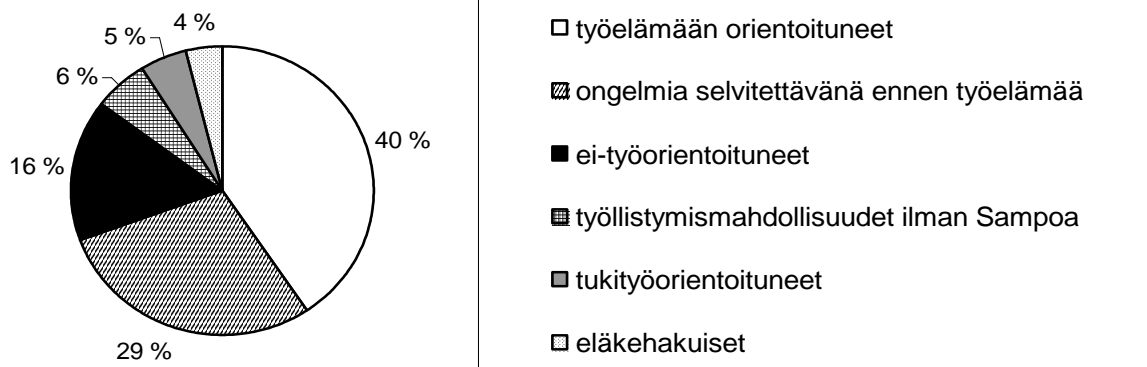 4 %
5 %
6 %
40 %
16 %
29 %
työelämään orientoituneet
ongelmia selvitettävänä ennen työelämää
ei-työorientoituneet
työllistymismahdollisuudet ilman Sampoa
tukityöorientoituneet
eläkehakuiset